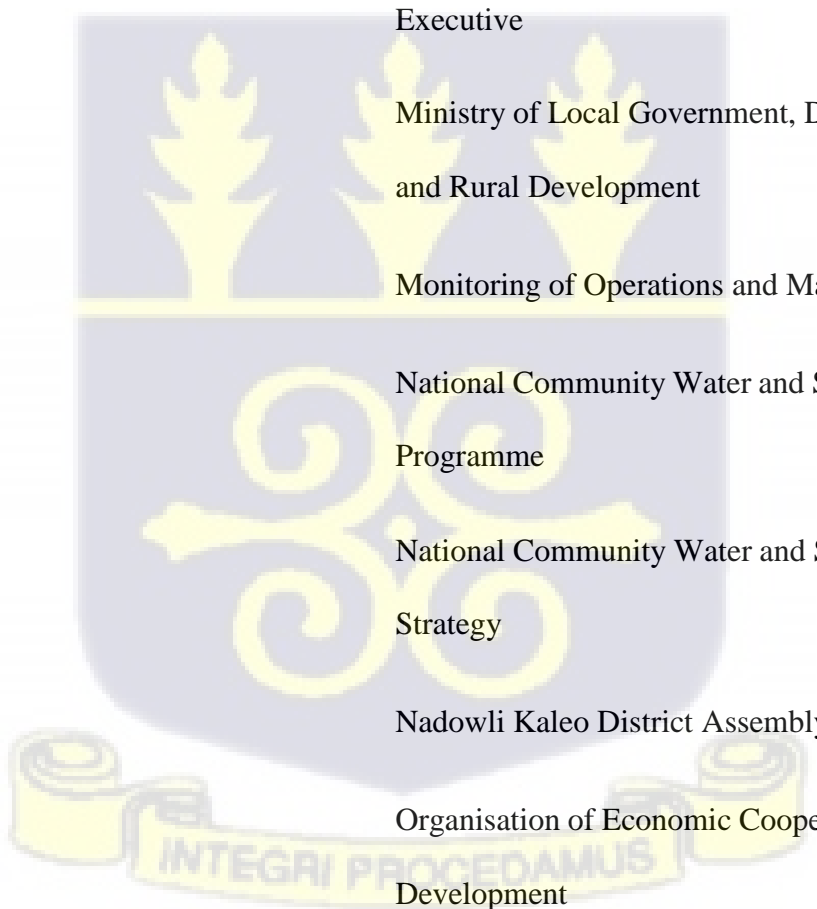 Executive
Ministry of Local Government, D
and Rural Development
Monitoring of Operations and Ma
National Community Water and S
Programme
National Community Water and S
Strategy
Nadowli Kaleo District Assembly
Organisation of Economic Coope
Development
INTEGRI PROCEDAMUS